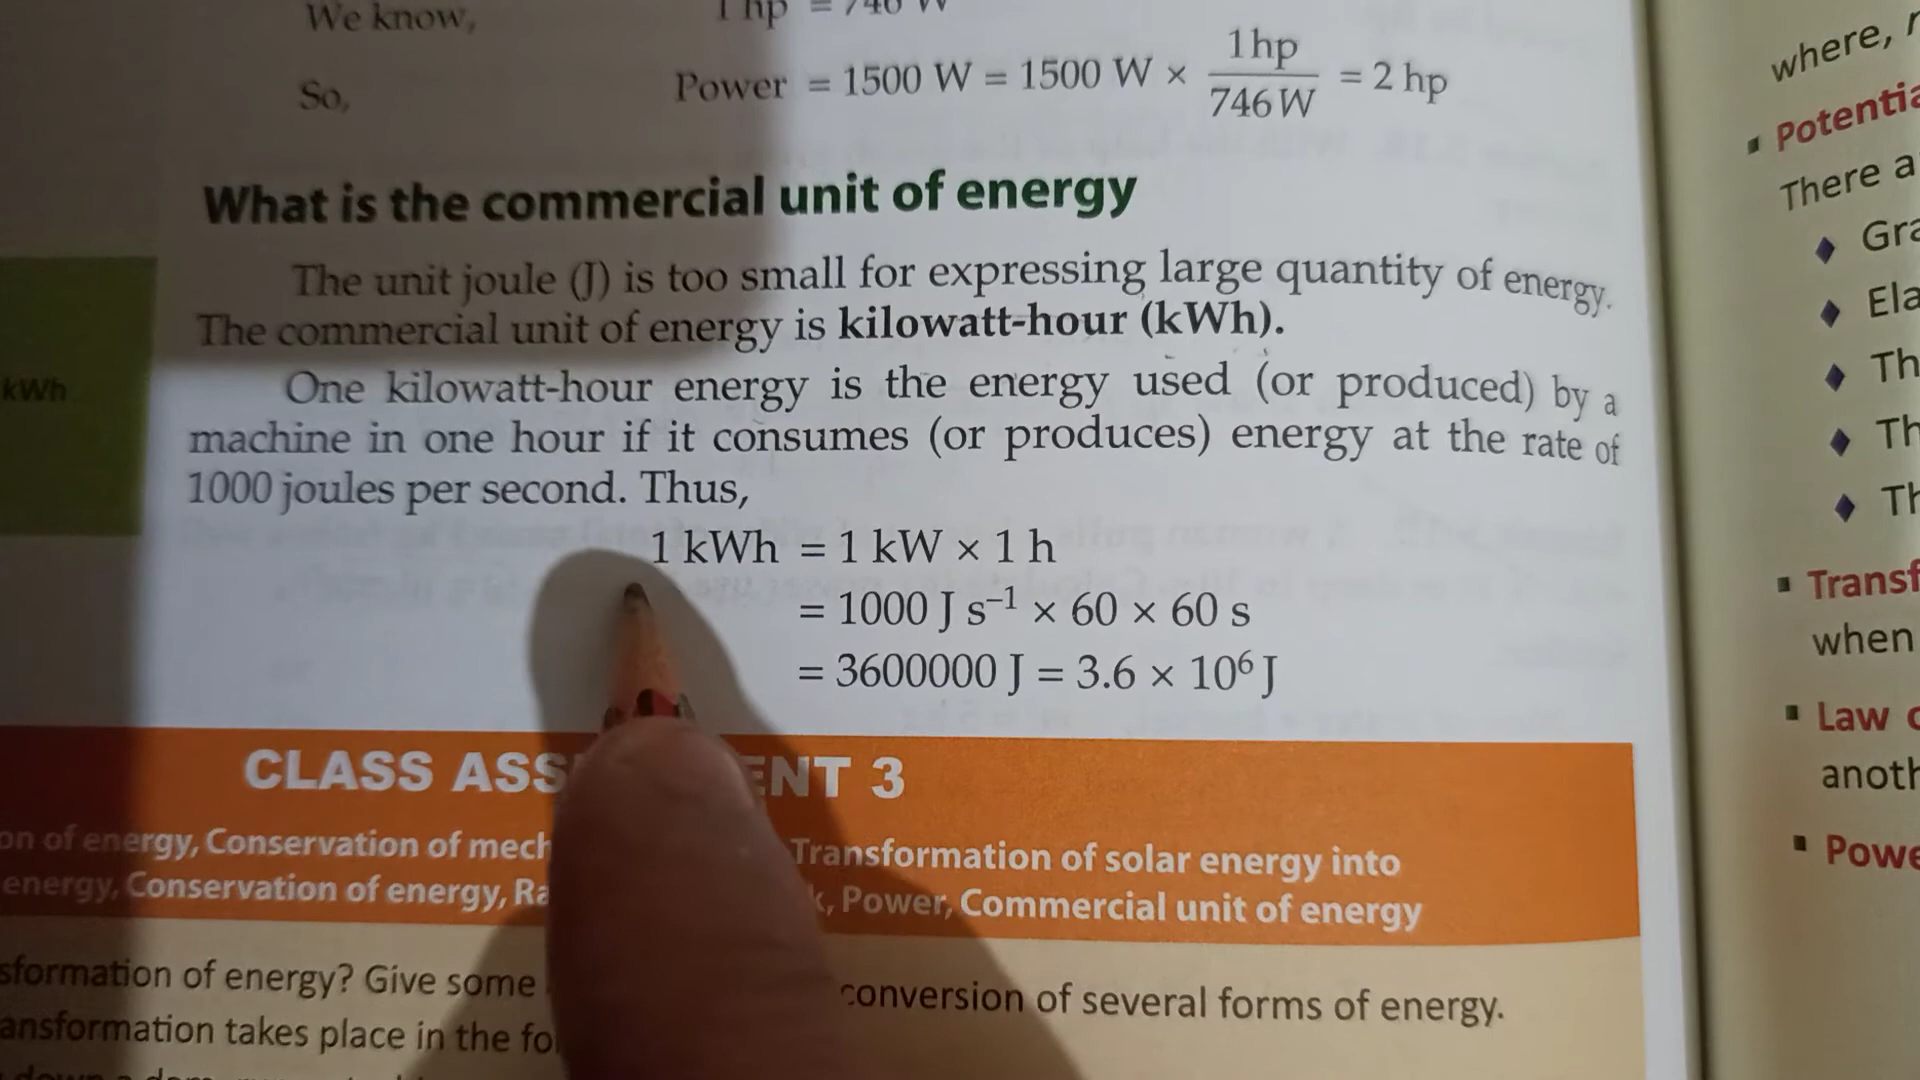 We know, 1 hp = 746 W
So, Power = 1500 W = 1500 W × 1hp / 746 W = 2 hp
What is the commercial unit of energy
The unit joule (J) is too small for expressing large quantity of energy.
The commercial unit of energy is kilowatt-hour (kWh).
One kilowatt-hour energy is the energy used (or produced) by a
machine in one hour if it consumes (or produces) energy at the rate of
1000 joules per second. Thus,
1 kWh = 1 kW × 1 h
= 1000 J s⁻¹ × 60 × 60 s
= 3600000 J = 3.6 × 10⁶ J
kWh
CLASS ASS ENT 3
on of energy, Conservation of mech Transformation of solar energy into
energy, Conservation of energy, Ra k, Power, Commercial unit of energy
sformation of energy? Give some conversion of several forms of energy.
ansformation takes place in the fo
where,
▪ Potentia
There a
♦ Gra
♦ Ela
♦ Th
♦ Th
♦ Th
▪ Transf
when
▪ Law
anoth
▪ Powe